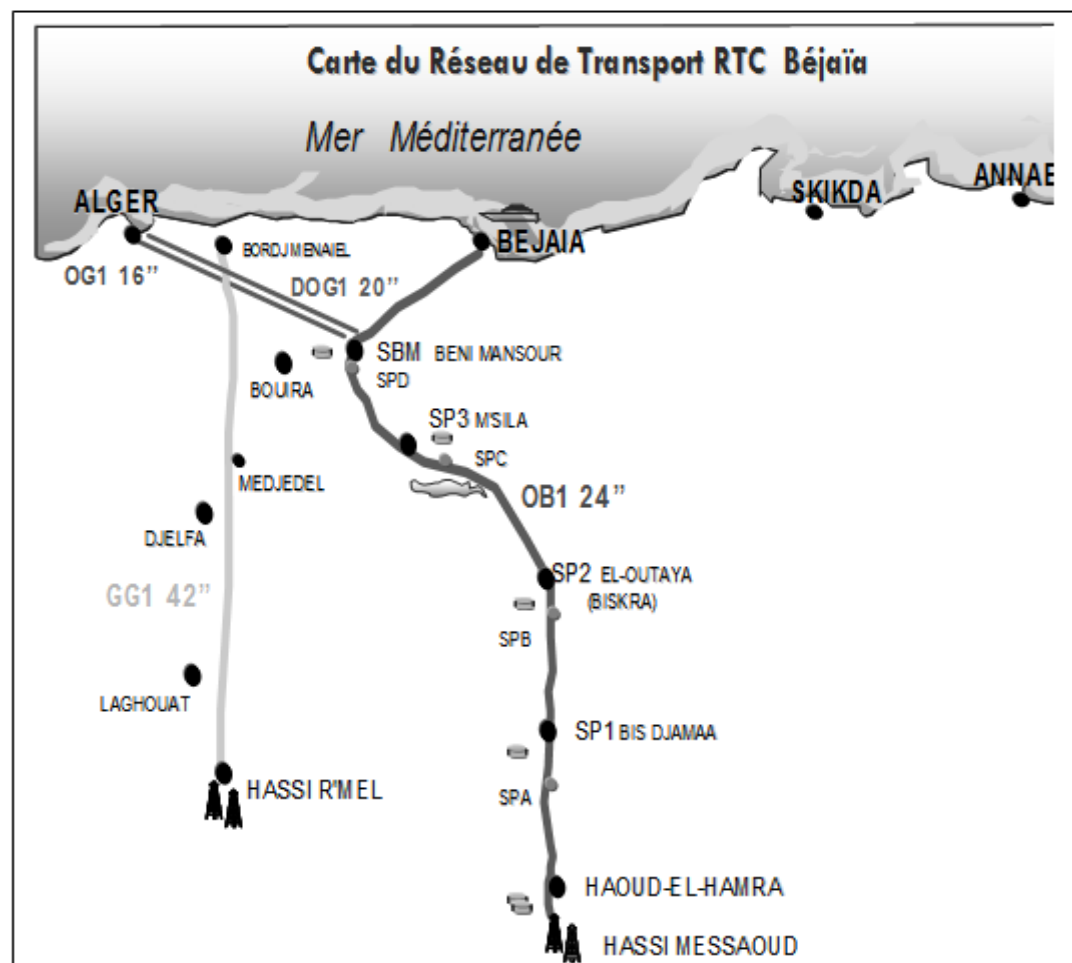 Carte du Réseau de Transport RTC Béjaïa
Mer Méditerranée
ALGER
SKIKDA
ANNAE
BORDJ MENAIEL
BEJAIA
OG1 16”
DOG1 20”
SBM BENI MANSOUR
SPD
BOUIRA
SP3 M'SILA
SPC
MEDJEDEL
OB1 24”
DJELFA
SP2 EL-OUTAYA
(BISKRA)
GG1 42”
SPB
LAGHOUAT
SP1 BIS DJAMAA
HASSI R'MEL
SPA
HAOUD-EL-HAMRA
HASSI MESSAOUD